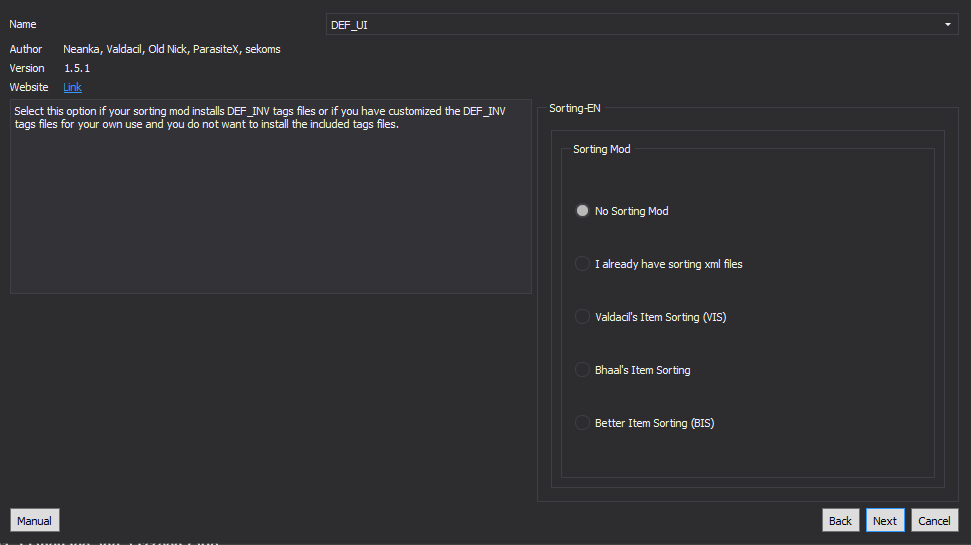 Name
DEF_UI
Author Neanka, Valdacil, Old Nick, ParasiteX, sekoms
Version 1.5.1
Website Link
Select this option if your sorting mod installs DEF_INV tags files or if you have customized the DEF_INV
tags files for your own use and you do not want to install the included tags files.
Sorting-EN
Sorting Mod
No Sorting Mod
I already have sorting xml files
Valdacil's Item Sorting (VIS)
Bhaal's Item Sorting
Better Item Sorting (BIS)
Manual
Back
Next
Cancel